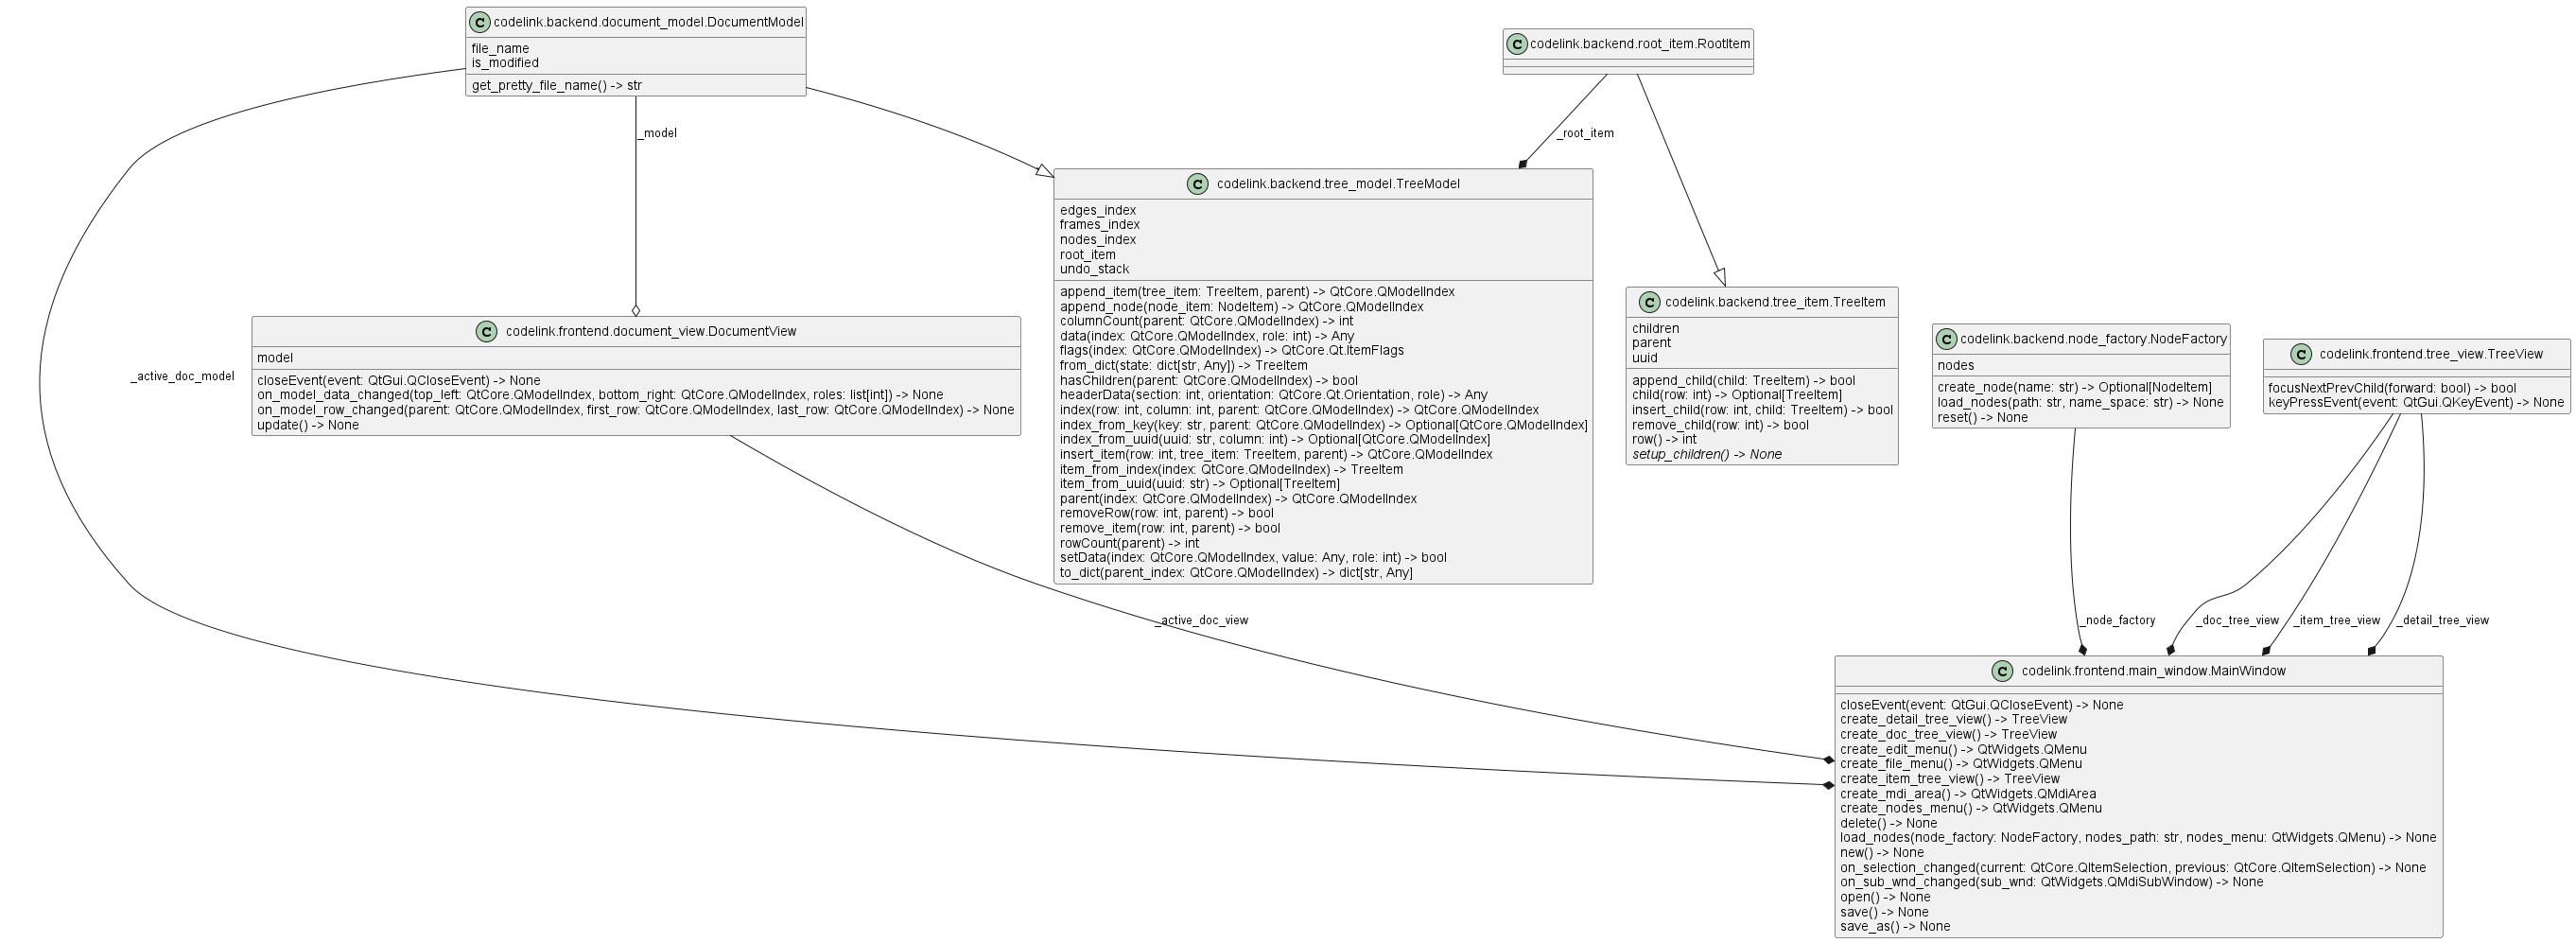 C codelink.backend.document_model.DocumentModel
file_name
is_modified
get_pretty_file_name() -> str
C codelink.backend.root_item.RootItem
_model
_root_item
C codelink.backend.tree_model.TreeModel
edges_index
frames_index
nodes_index
root_item
undo_stack
append_item(tree_item: TreeItem, parent) -> QtCore.QModelIndex
append_node(node_item: NodeItem) -> QtCore.QModelIndex
columnCount(parent: QtCore.QModelIndex) -> int
data(index: QtCore.QModelIndex, role: int) -> Any
flags(index: QtCore.QModelIndex) -> QtCore.Qt.ItemFlags
from_dict(state: dict[str, Any]) -> TreeItem
hasChildren(parent: QtCore.QModelIndex) -> bool
headerData(section: int, orientation: QtCore.Qt.Orientation, role) -> Any
index(row: int, column: int, parent: QtCore.QModelIndex) -> QtCore.QModelIndex
index_from_key(key: str, parent: QtCore.QModelIndex) -> Optional[QtCore.QModelIndex]
index_from_uuid(uuid: str, column: int) -> Optional[QtCore.QModelIndex]
insert_item(row: int, tree_item: TreeItem, parent) -> QtCore.QModelIndex
item_from_index(index: QtCore.QModelIndex) -> TreeItem
item_from_uuid(uuid: str) -> Optional[TreeItem]
parent(index: QtCore.QModelIndex) -> QtCore.QModelIndex
removeRow(row: int, parent) -> bool
remove_item(row: int, parent) -> bool
rowCount(parent) -> int
setData(index: QtCore.QModelIndex, value: Any, role: int) -> bool
to_dict(parent_index: QtCore.QModelIndex) -> dict[str, Any]
C codelink.backend.tree_item.TreeItem
children
parent
uuid
append_child(child: TreeItem) -> bool
child(row: int) -> Optional[TreeItem]
insert_child(row: int, child: TreeItem) -> bool
remove_child(row: int) -> bool
row() -> int
setup_children() -> None
C codelink.frontend.document_view.DocumentView
model
closeEvent(event: QtGui.QCloseEvent) -> None
on_model_data_changed(top_left: QtCore.QModelIndex, bottom_right: QtCore.QModelIndex, roles: list[int]) -> None
on_model_row_changed(parent: QtCore.QModelIndex, first_row: QtCore.QModelIndex, last_row: QtCore.QModelIndex) -> None
update() -> None
C codelink.backend.node_factory.NodeFactory
nodes
create_node(name: str) -> Optional[NodeItem]
load_nodes(path: str, name_space: str) -> None
reset() -> None
C codelink.frontend.tree_view.TreeView
focusNextPrevChild(forward: bool) -> bool
keyPressEvent(event: QtGui.QKeyEvent) -> None
_active_doc_model
_active_doc_view
_node_factory
_doc_tree_view
_item_tree_view
_detail_tree_view
C codelink.frontend.main_window.MainWindow
closeEvent(event: QtGui.QCloseEvent) -> None
create_detail_tree_view() -> TreeView
create_doc_tree_view() -> TreeView
create_edit_menu() -> QtWidgets.QMenu
create_file_menu() -> QtWidgets.QMenu
create_item_tree_view() -> TreeView
create_mdi_area() -> QtWidgets.QMdiArea
create_nodes_menu() -> QtWidgets.QMenu
delete() -> None
load_nodes(node_factory: NodeFactory, nodes_path: str, nodes_menu: QtWidgets.QMenu) -> None
new() -> None
on_selection_changed(current: QtCore.QItemSelection, previous: QtCore.QItemSelection) -> None
on_sub_wnd_changed(sub_wnd: QtWidgets.QMdiSubWindow) -> None
open() -> None
save() -> None
save_as() -> None